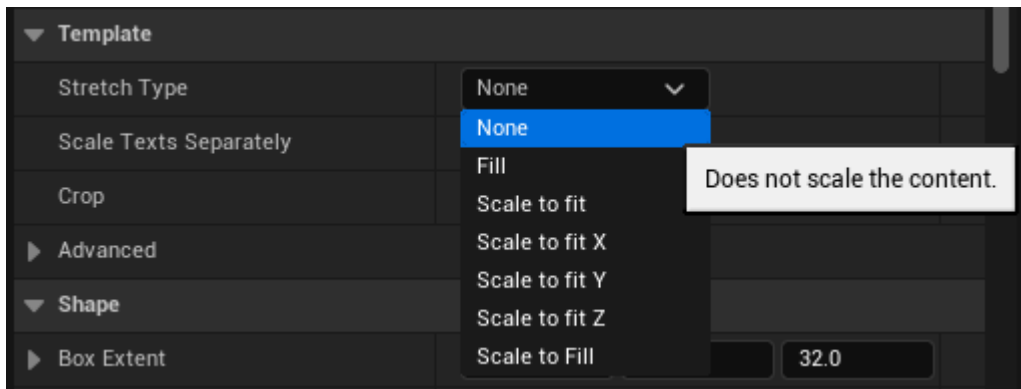 Template
Stretch Type None
None
Scale Texts Separately
Fill
Does not scale the content.
Crop
Scale to fit
Scale to fit X
Advanced
Scale to fit Y
Shape
Scale to fit Z
Box Extent
Scale to Fill
32.0